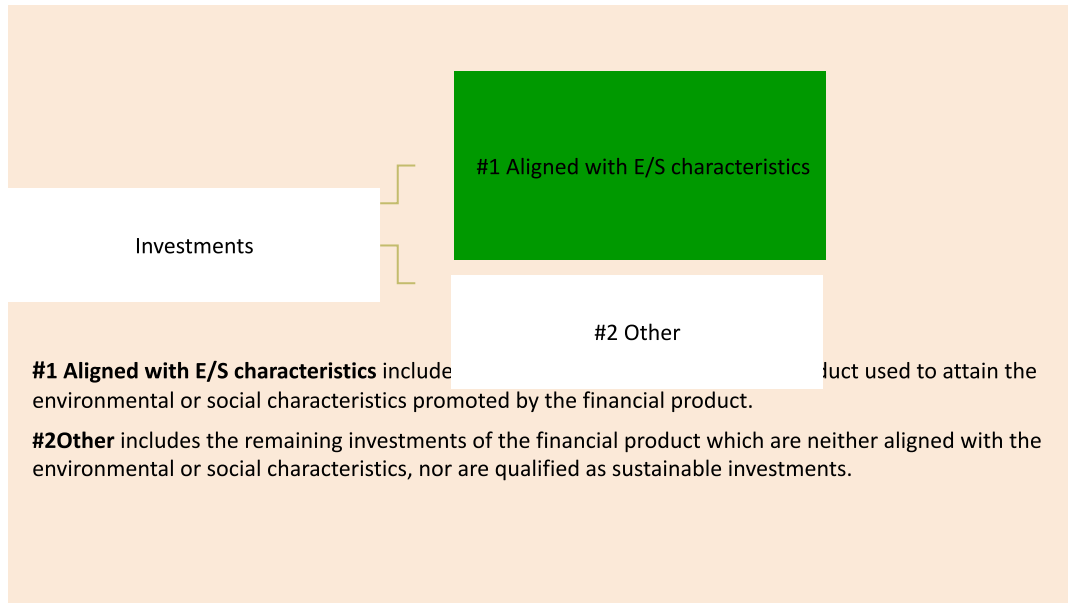 #1 Aligned with E/S characteristics
Investments
#2 Other
#1 Aligned with E/S characteristics used to attain the
environmental or social characteristics promoted by the financial product.
#2Other includes the remaining investments of the financial product which are neither aligned with the
environmental or social characteristics, nor are qualified as sustainable investments.